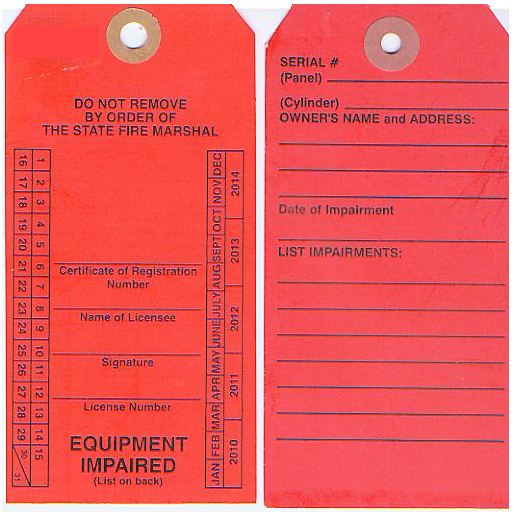 DO NOT REMOVE
BY ORDER OF
THE STATE FIRE MARSHAL
1 2 3 4 5 6 7 8 9 10 11 12 13 14 15
16 17 18 19 20 21 22 23 24 25 26 27 28 29 30 31
Certificate of Registration
Number
Name of Licensee
Signature
License Number
EQUIPMENT
IMPAIRED
(List on back)
JAN FEB MAR APR MAY JUNE JULY AUG SEPT OCT NOV DEC
2010 2011 2012 2013 2014
SERIAL #
(Panel)
(Cylinder)
OWNER'S NAME and ADDRESS:
Date of Impairment
LIST IMPAIRMENTS: